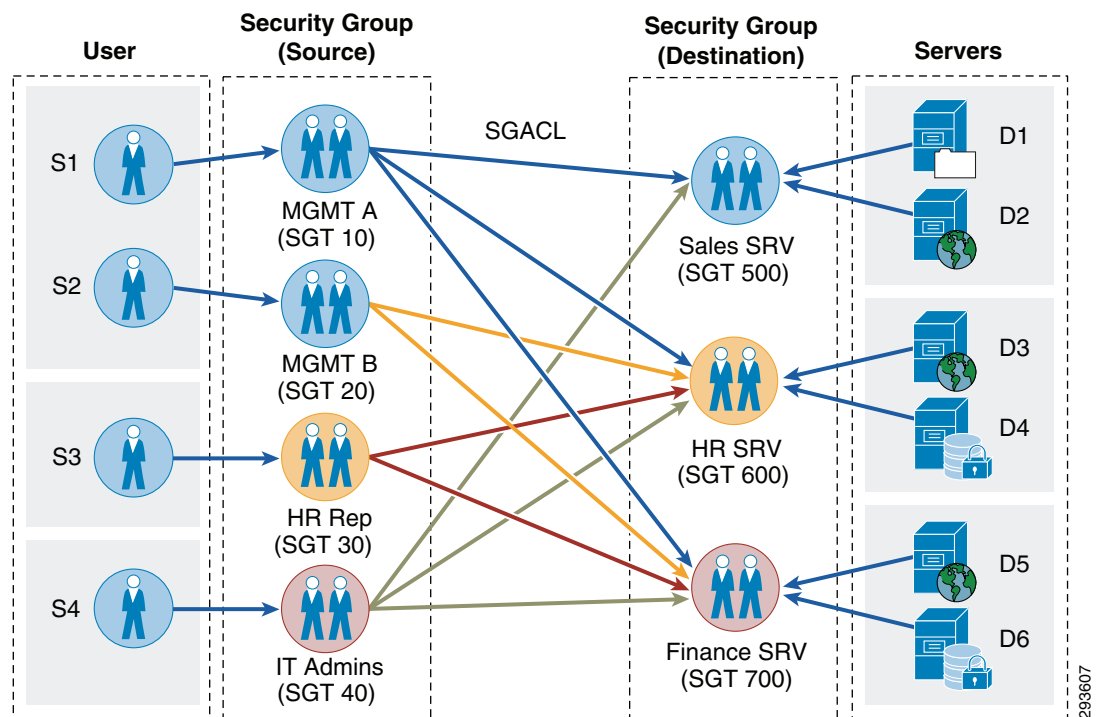 User
Security Group
(Source)
Security Group
(Destination)
Servers
S1
S2
S3
S4
MGMT A
(SGT 10)
MGMT B
(SGT 20)
HR Rep
(SGT 30)
IT Admins
(SGT 40)
SGACL
Sales SRV
(SGT 500)
HR SRV
(SGT 600)
Finance SRV
(SGT 700)
D1
D2
D3
D4
D5
D6
293607